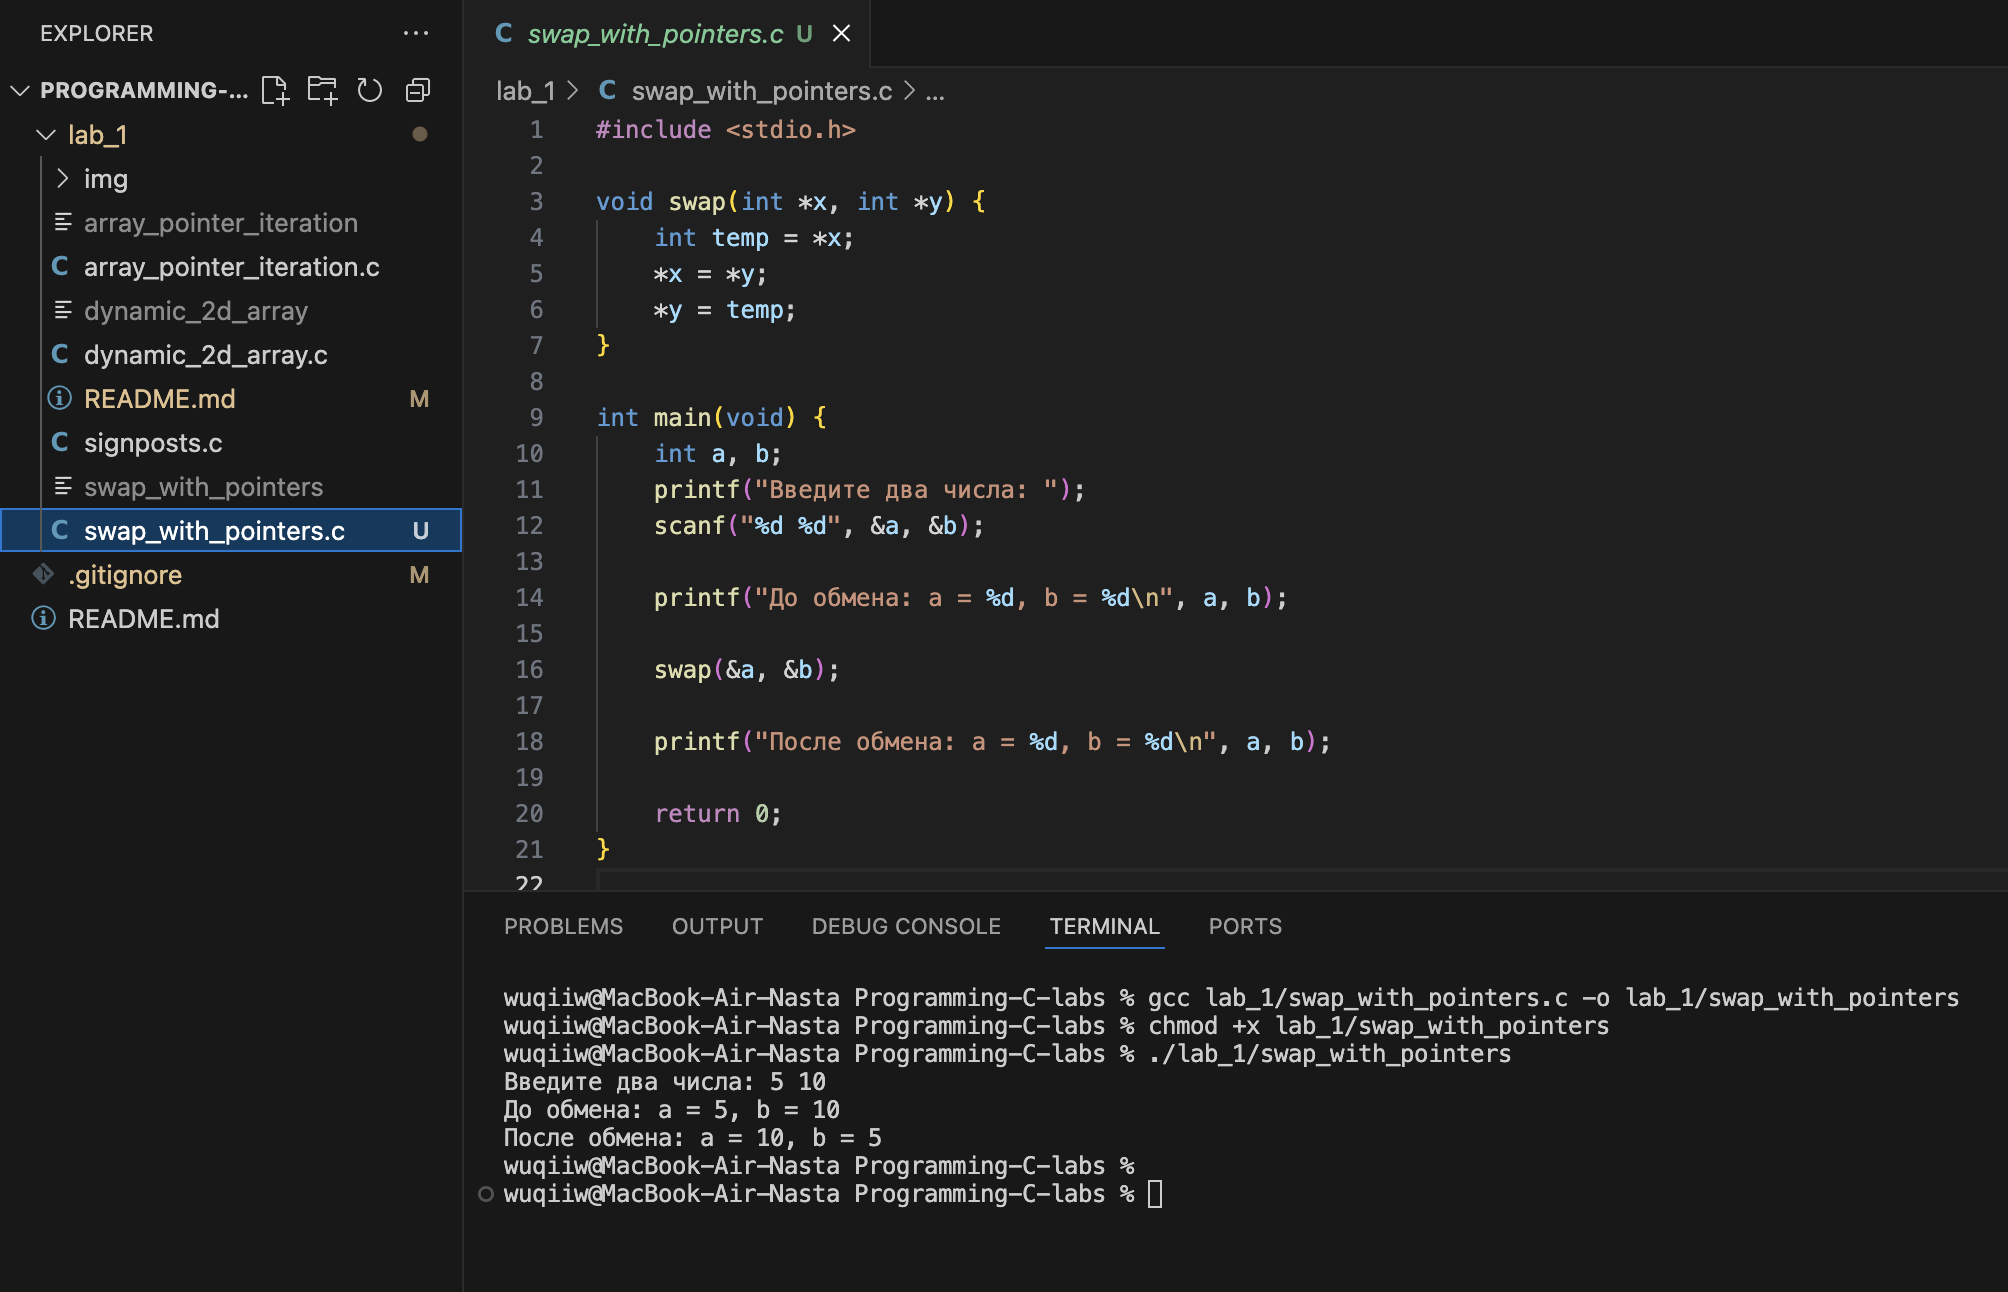 EXPLORER
PROGRAMMING-...
lab_1
img
array_pointer_iteration
array_pointer_iteration.c
dynamic_2d_array
dynamic_2d_array.c
README.md M
signposts.c
swap_with_pointers
swap_with_pointers.c U
.gitignore M
README.md
C swap_with_pointers.c U
lab_1 > C swap_with_pointers.c > ...
1 #include <stdio.h>
2
3 void swap(int *x, int *y) {
4     int temp = *x;
5     *x = *y;
6     *y = temp;
7 }
8
9 int main(void) {
10     int a, b;
11     printf("Введите два числа: ");
12     scanf("%d %d", &a, &b);
13
14     printf("До обмена: a = %d, b = %d\n", a, b);
15
16     swap(&a, &b);
17
18     printf("После обмена: a = %d, b = %d\n", a, b);
19
20     return 0;
21 }
22
PROBLEMS OUTPUT DEBUG CONSOLE TERMINAL PORTS
wuqiiw@MacBook-Air-Nasta Programming-C-labs % gcc lab_1/swap_with_pointers.c -o lab_1/swap_with_pointers
wuqiiw@MacBook-Air-Nasta Programming-C-labs % chmod +x lab_1/swap_with_pointers
wuqiiw@MacBook-Air-Nasta Programming-C-labs % ./lab_1/swap_with_pointers
Введите два числа: 5 10
До обмена: a = 5, b = 10
После обмена: a = 10, b = 5
wuqiiw@MacBook-Air-Nasta Programming-C-labs %
wuqiiw@MacBook-Air-Nasta Programming-C-labs %